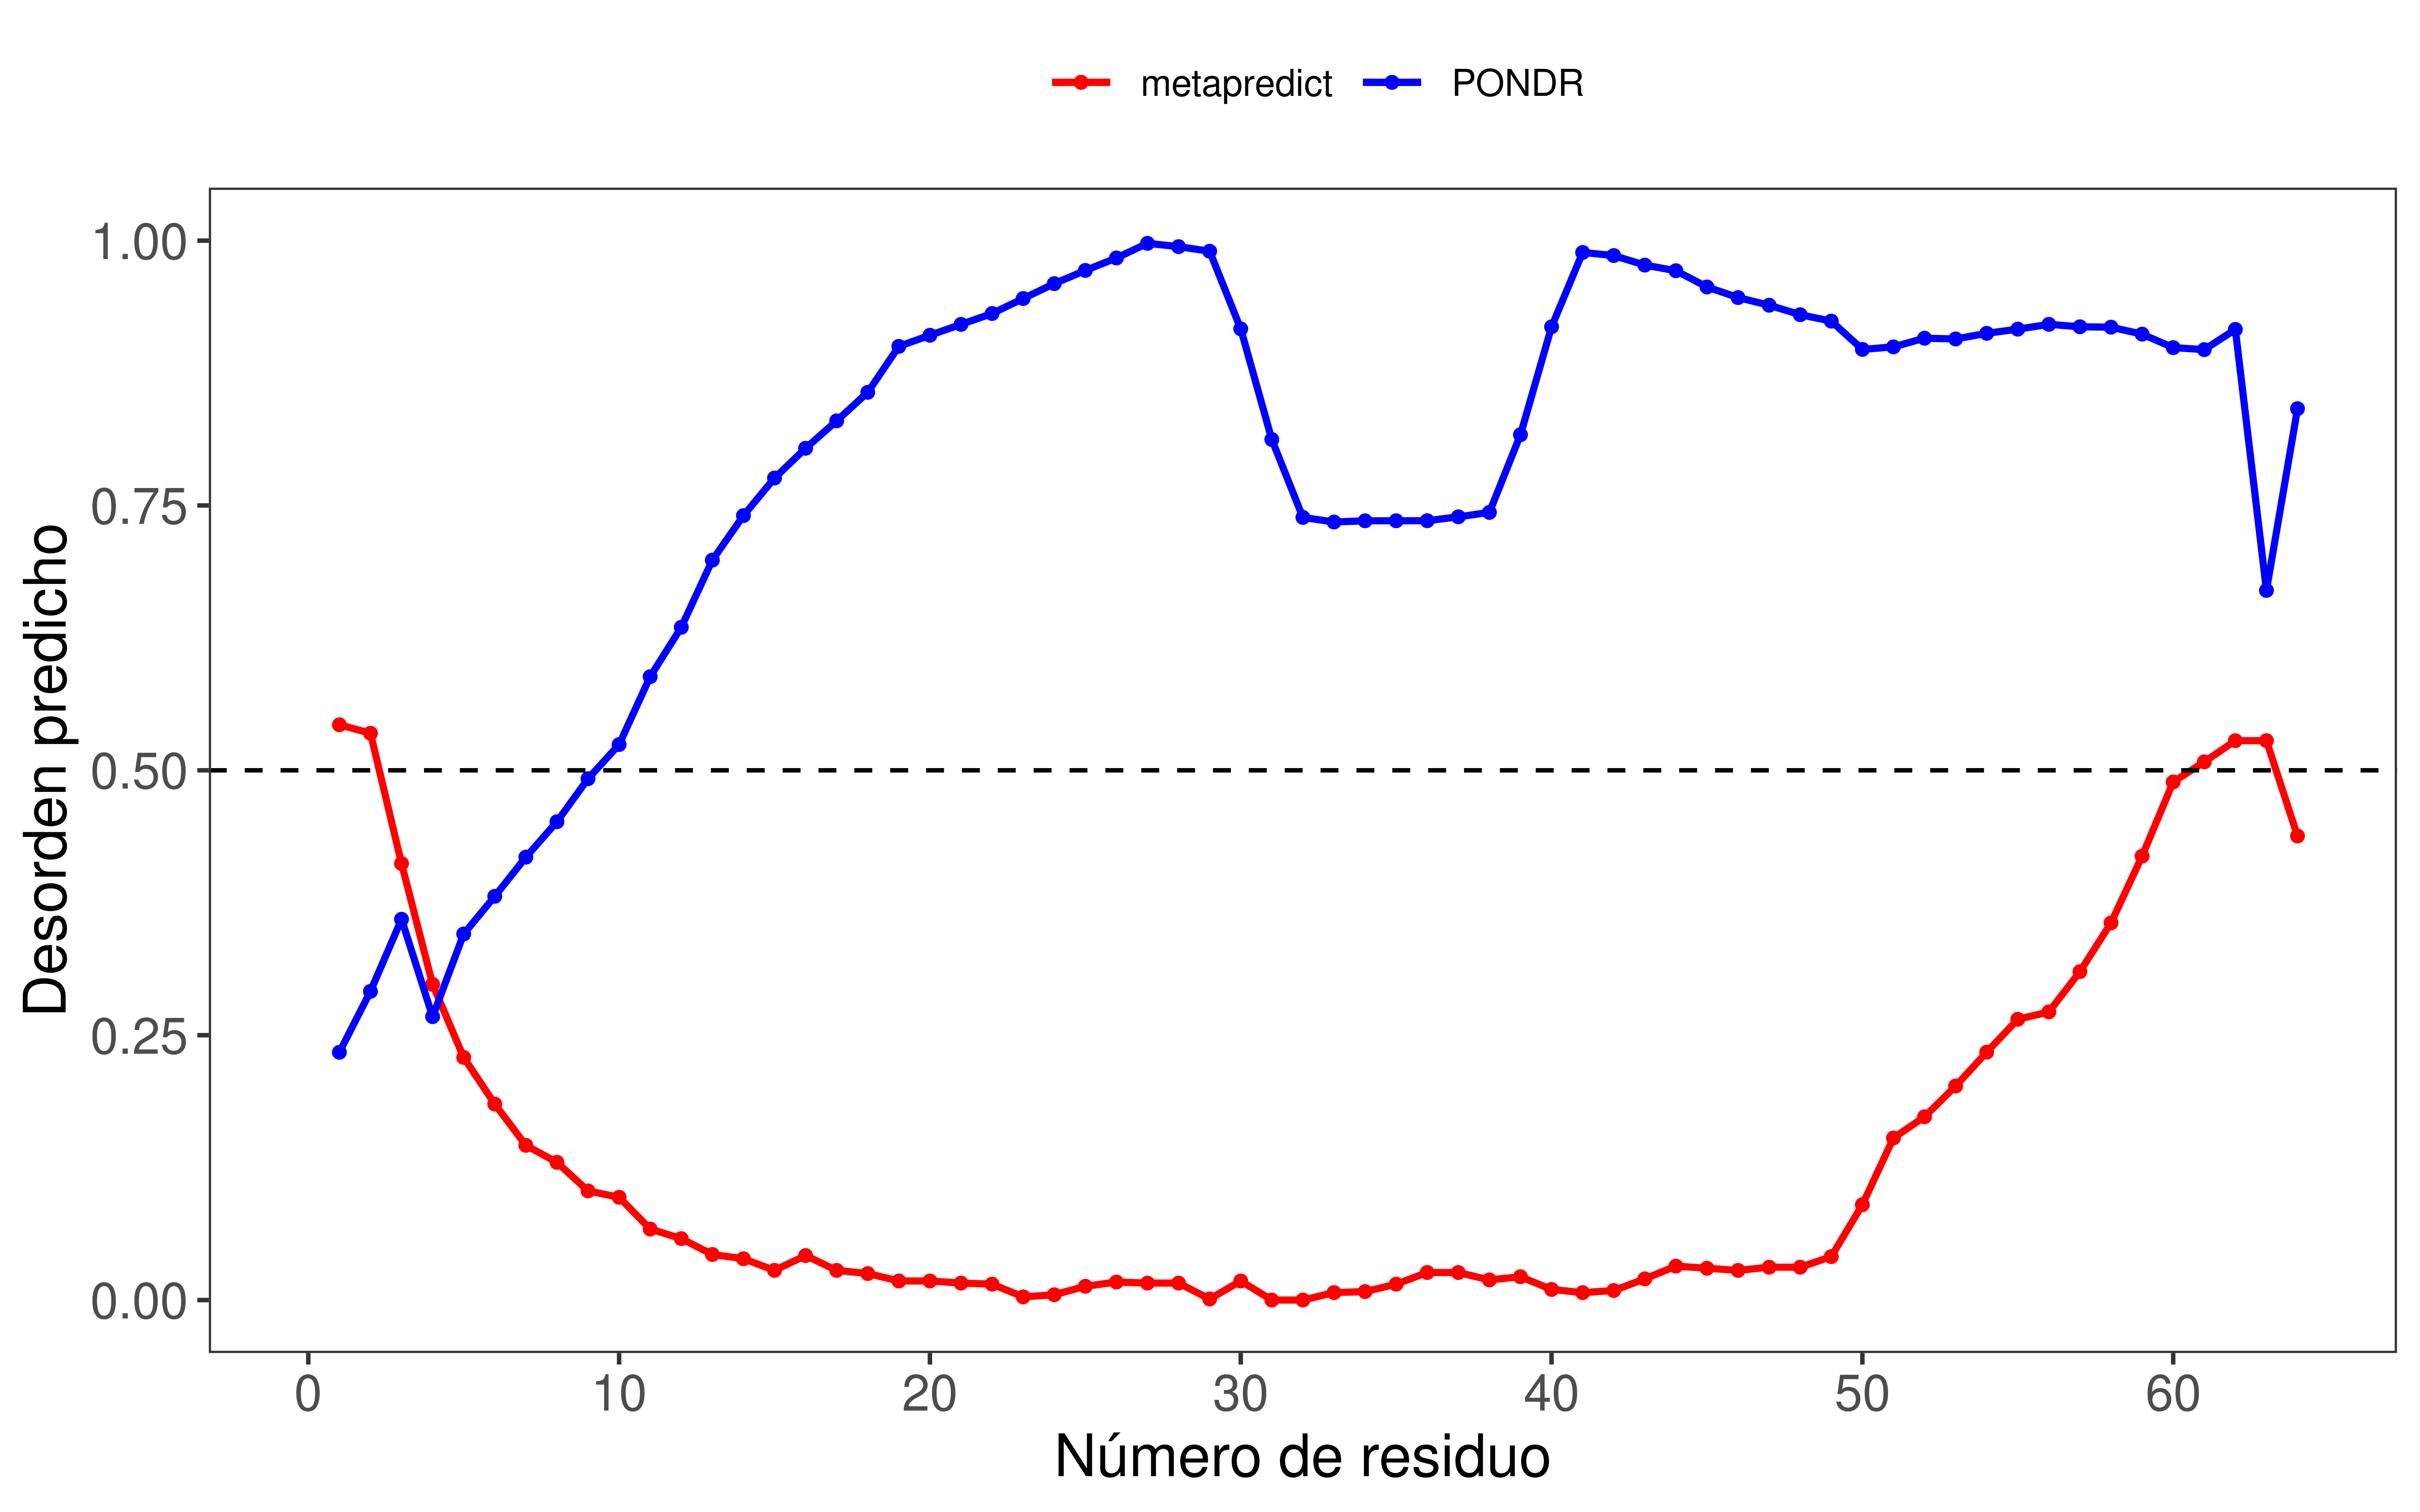 metapredict PONDR
Desorden predicho
1.00
0.75
0.50
0.25
0.00
0 10 20 30 40 50 60
Número de residuo